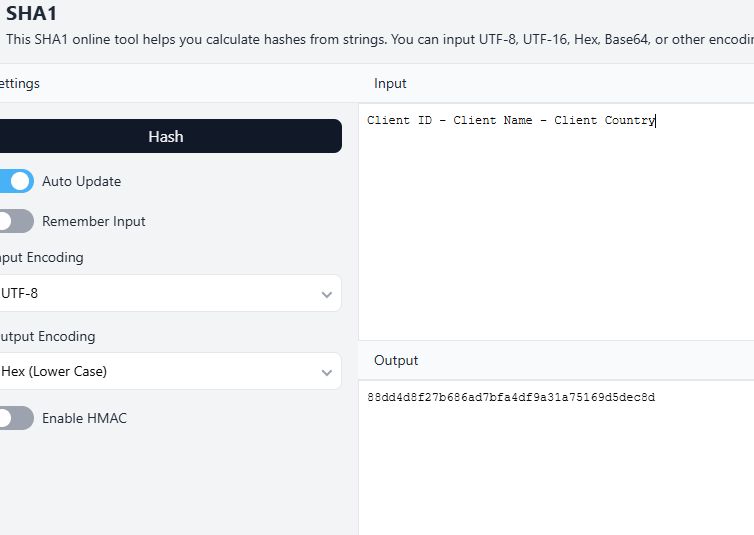 SHA1
This SHA1 online tool helps you calculate hashes from strings. You can input UTF-8, UTF-16, Hex, Base64, or other encodin
ettings
Input
Hash
Client ID - Client Name - Client Country
Auto Update
Remember Input
nput Encoding
UTF-8
utput Encoding
Output
Hex (Lower Case)
88dd4d8f27b686ad7bfa4df9a31a75169d5dec8d
Enable HMAC